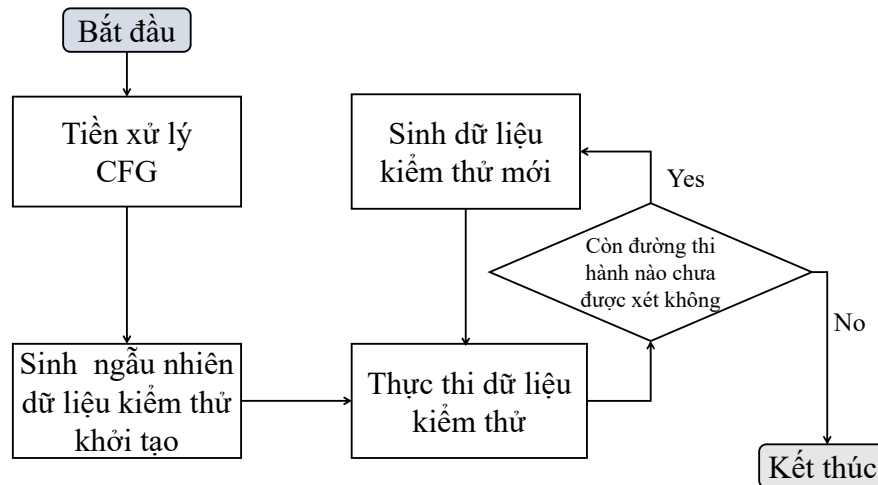 Bắt đầu
Tiền xử lý
CFG
Sinh ngẫu nhiên
dữ liệu kiểm thử
khởi tạo
Sinh dữ liệu
kiểm thử mới
Thực thi dữ liệu
kiểm thử
Yes
Còn đường thi
hành nào chưa
được xét không
No
Kết thúc